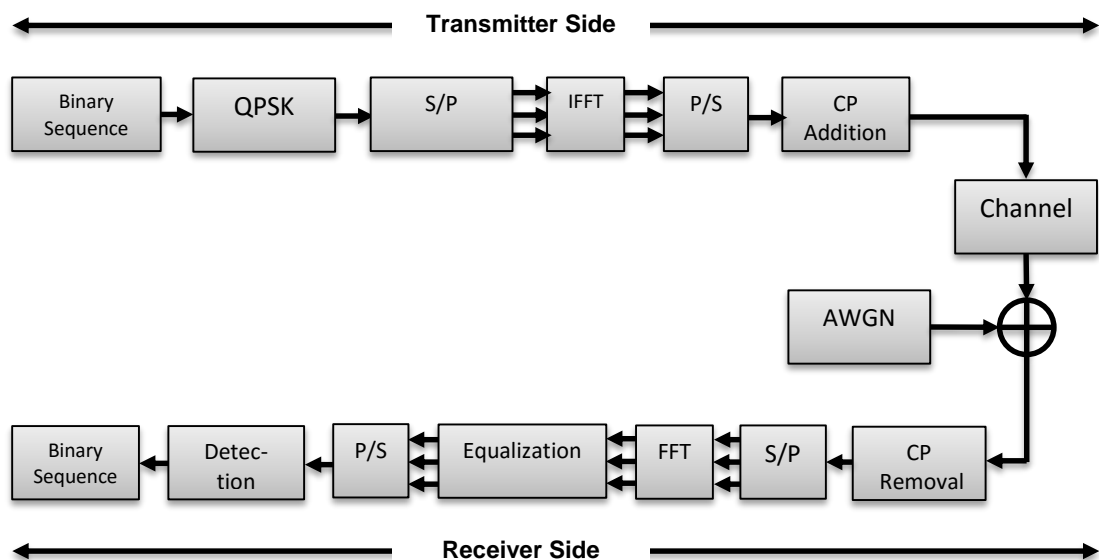 Transmitter Side
Binary
Sequence
QPSK
S/P
IFFT
P/S
CP
Addition
Channel
AWGN
Binary
Sequence
Detec-
tion
P/S
Equalization
FFT
S/P
CP
Removal
Receiver Side